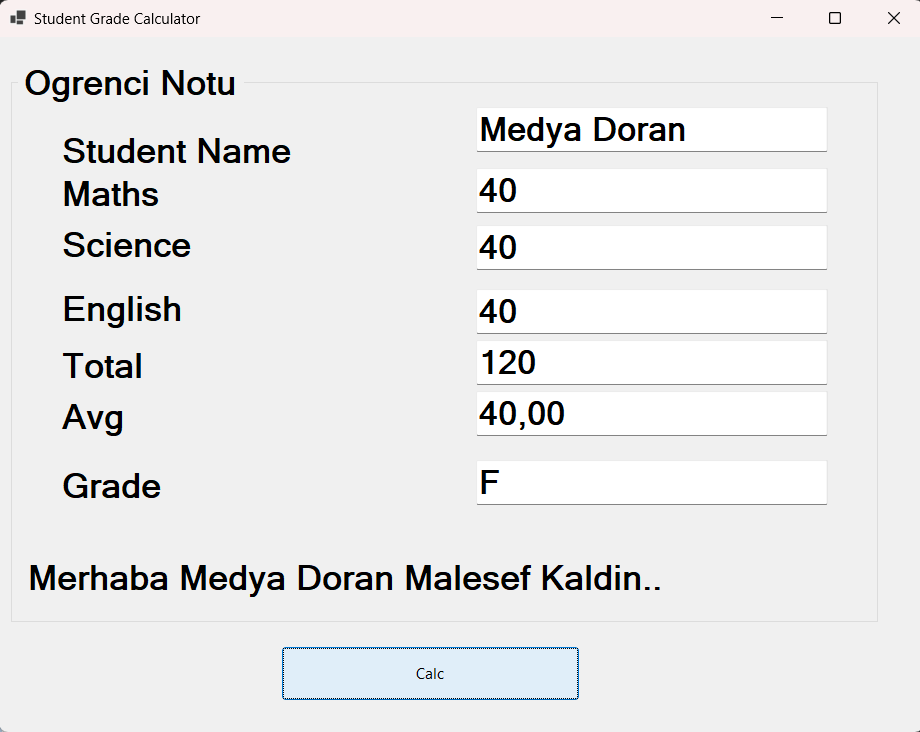 Student Grade Calculator
Ogrenci Notu
Student Name Medya Doran
Maths 40
Science 40
English 40
Total 120
Avg 40,00
Grade F
Merhaba Medya Doran Malesef Kaldin..
Calc